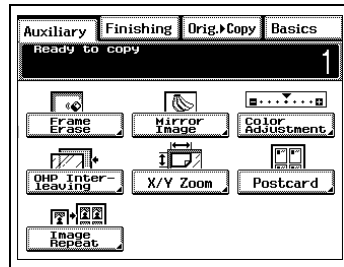 Auxiliary Finishing Orig.▸Copy Basics
Ready to copy
1
Frame
Erase
Mirror
Image
Color
Adjustment
OHP Inter-
leaving
X/Y Zoom
Postcard
Image
Repeat